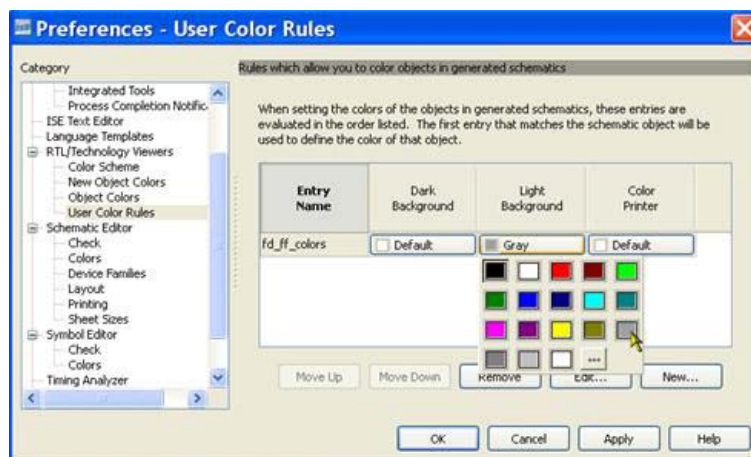 Preferences - User Color Rules
Category
Integrated Tools
Process Completion Notific
ISE Text Editor
Language Templates
RTL/Technology Viewers
Color Scheme
New Object Colors
Object Colors
User Color Rules
Schematic Editor
Check
Colors
Device Families
Layout
Printing
Sheet Sizes
Symbol Editor
Check
Colors
Timing Analyzer
Rules which allow you to color objects in generated schematics
When setting the colors of the objects in generated schematics, these entries are
evaluated in the order listed. The first entry that matches the schematic object will be
used to define the color of that object.
Entry Name
Dark Background
Light Background
Color Printer
fd_ff_colors
Default
Gray
Default
...
Move Up
Move Down
Remove
Edit...
New...
OK
Cancel
Apply
Help